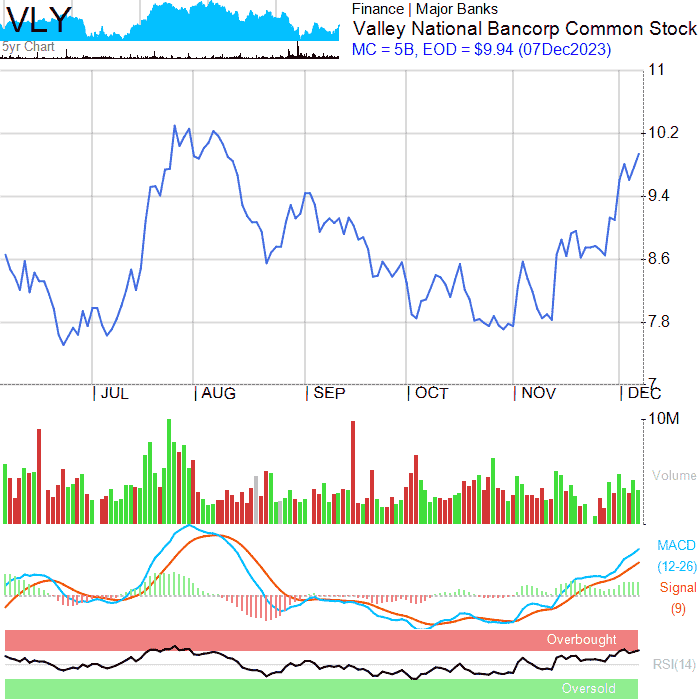 VLY
5yr Chart
Finance | Major Banks
Valley National Bancorp Common Stock
MC = 5B, EOD = $9.94 (07Dec2023)
11
10.2
9.4
8.6
7.8
7
JUL AUG SEP OCT NOV DEC
10M
Volume
MACD
(12-26)
Signal
(9)
Overbought
RSI(14)
Oversold